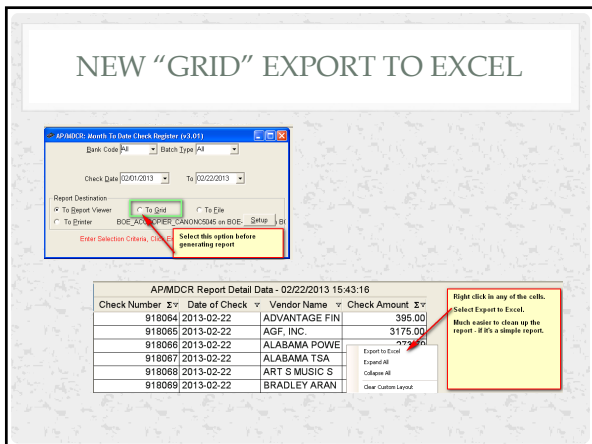 NEW “GRID” EXPORT TO EXCEL
AP/MDCR: Month To Date Check Register (v3.01)
Bank Code All Batch Type All
Check Date 02/01/2013 To 02/22/2013
Report Destination
To Report Viewer To Grid To File
To Printer BOE_ACC COPIER_CANONC5045 on BOE- Setup
Enter Selection Criteria, Click
Select this option before
generating report
AP/MDCR Report Detail Data - 02/22/2013 15:43:16
Check Number Σ Date of Check Vendor Name Check Amount Σ
918064 2013-02-22 ADVANTAGE FIN 395.00
918065 2013-02-22 AGF, INC. 3175.00
918066 2013-02-22 ALABAMA POWE
918067 2013-02-22 ALABAMA TSA
918068 2013-02-22 ART S MUSIC S
918069 2013-02-22 BRADLEY ARAN
Export to Excel
Expand All
Collapse All
Clear Custom Layout
Right click in any of the cells.
Select Export to Excel.
Much easier to clean up the
report - if it's a simple report.